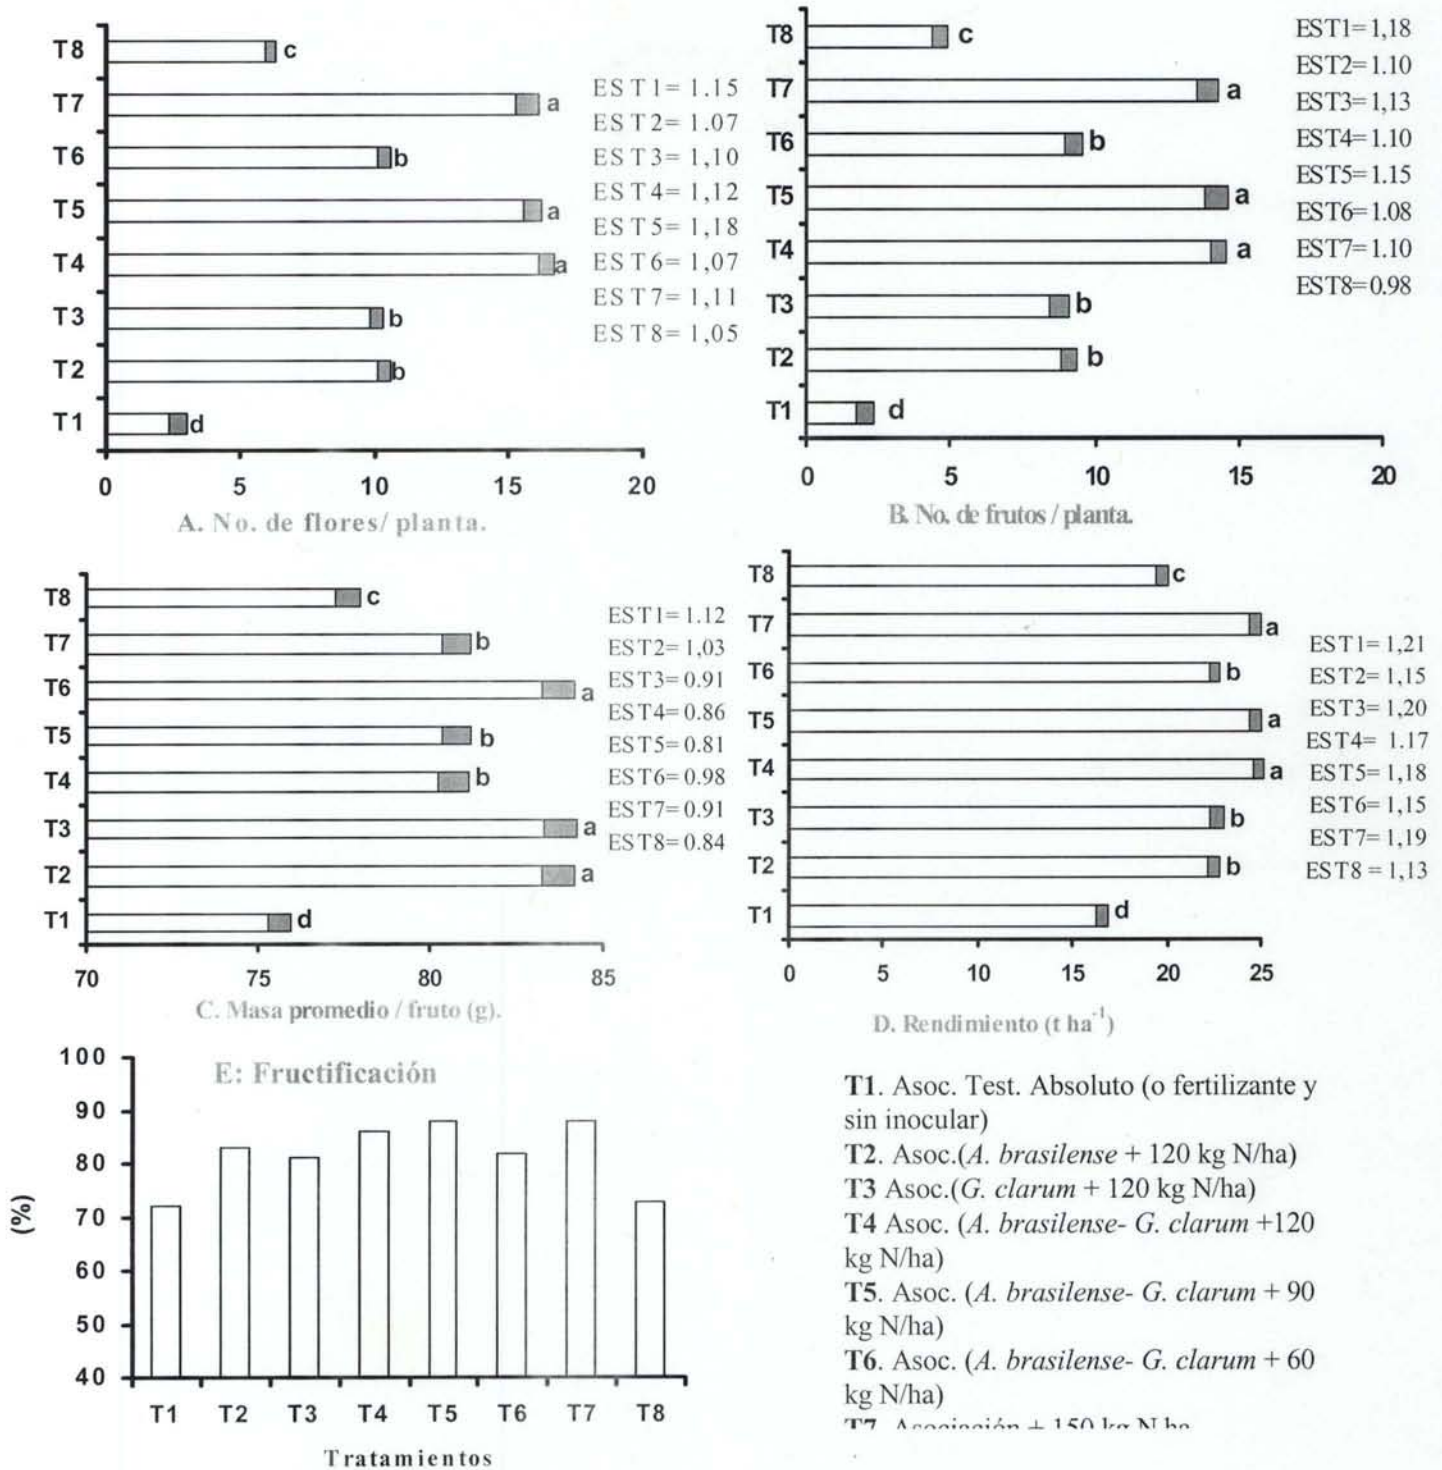 T8
c
T7
a
T6
b
T5
a
T4
a
T3
b
T2
b
T1
d
0 5 10 15 20
A. No. de flores/ planta.
EST1= 1.15
EST2= 1.07
EST3= 1,10
EST4= 1,12
EST5= 1,18
EST6= 1,07
EST7= 1,11
EST8= 1,05
T8
c
T7
a
T6
b
T5
a
T4
a
T3
b
T2
b
T1
d
0 5 10 15 20
B. No. de frutos / planta.
EST1= 1,18
EST2= 1.10
EST3= 1,13
EST4= 1.10
EST5= 1.15
EST6= 1.08
EST7= 1.10
EST8= 0.98
T8
c
T7
b
T6
a
T5
b
T4
b
T3
a
T2
a
T1
d
70 75 80 85
C. Masa promedio / fruto (g).
EST1= 1.12
EST2= 1,03
EST3= 0.91
EST4= 0.86
EST5= 0.81
EST6= 0.98
EST7= 0.91
EST8= 0.84
T8
c
T7
a
T6
b
T5
a
T4
a
T3
b
T2
b
T1
d
0 5 10 15 20 25
D. Rendimiento (t ha⁻¹)
EST1= 1,21
EST2= 1,15
EST3= 1,20
EST4= 1.17
EST5= 1,18
EST6= 1,15
EST7= 1,19
EST8 = 1,13
E: Fructificación
100
90
80
70
60
50
40
(%)
T1 T2 T3 T4 T5 T6 T7 T8
Tratamientos
T1. Asoc. Test. Absoluto (o fertilizante y
sin inocular)
T2. Asoc.(A. brasilense + 120 kg N/ha)
T3 Asoc.(G. clarum + 120 kg N/ha)
T4 Asoc. (A. brasilense- G. clarum +120
kg N/ha)
T5. Asoc. (A. brasilense- G. clarum + 90
kg N/ha)
T6. Asoc. (A. brasilense- G. clarum + 60
kg N/ha)
T7 Asociación + 150 kg N ha